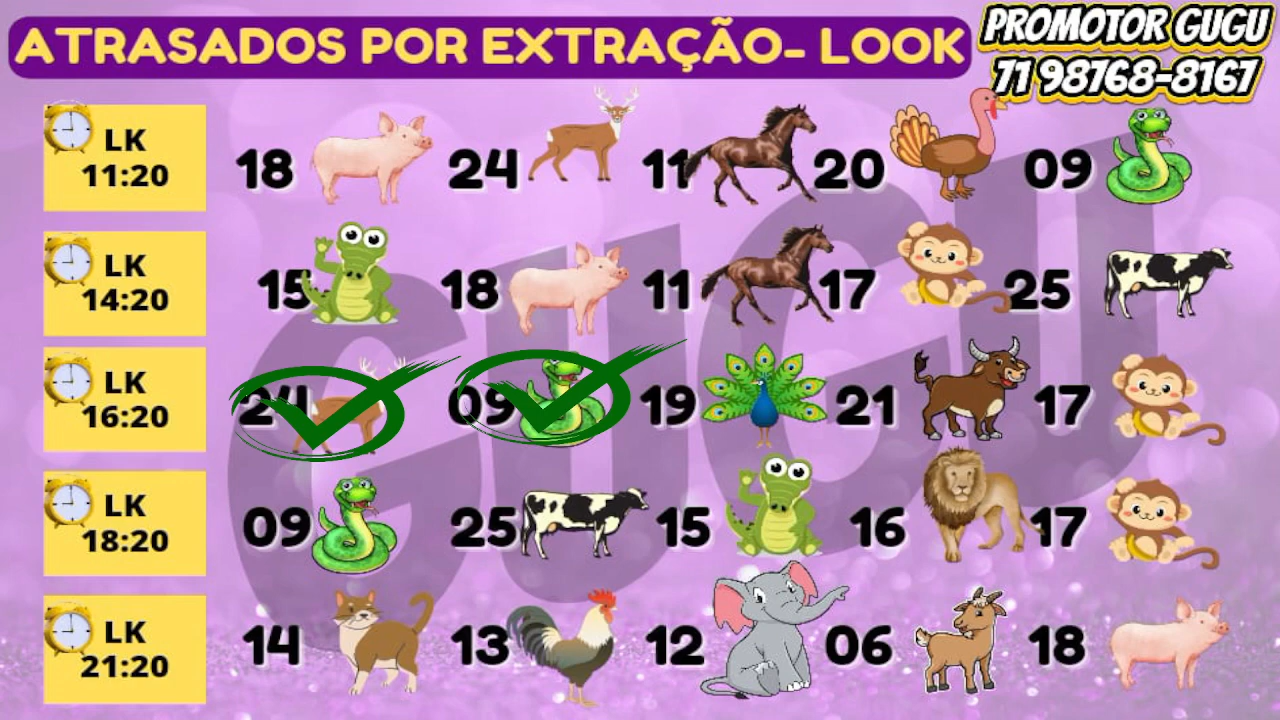 ATRASADOS POR EXTRAÇÃO- LOOK
PROMOTOR GUGU
71 98768-8167
LK
11:20
18 24 11 20 09
LK
14:20
15 18 11 17 25
LK
16:20
24 09 19 21 17
LK
18:20
09 25 15 16 17
LK
21:20
14 13 12 06 18
GUGU